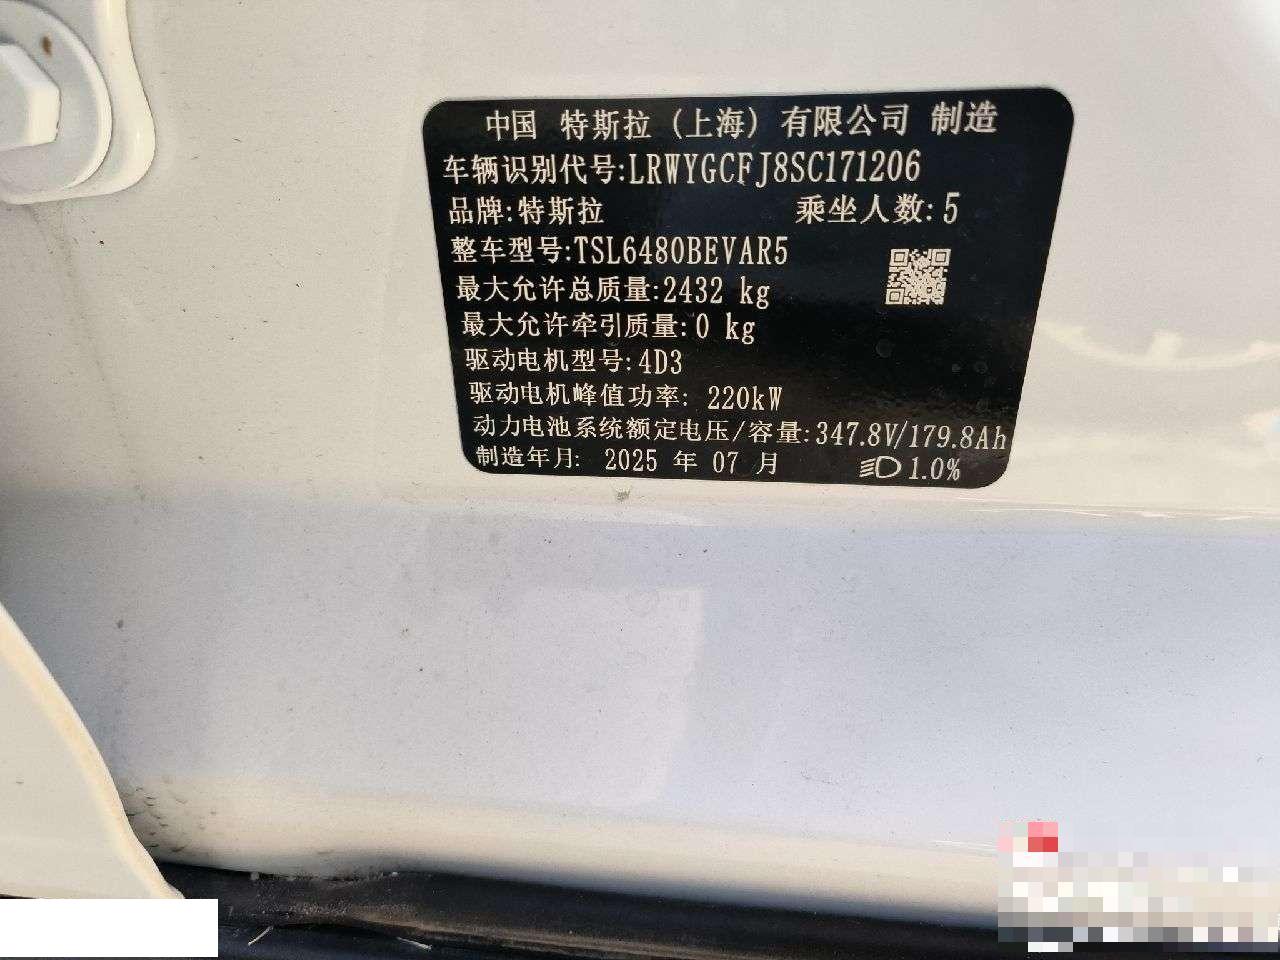 中国 特斯拉 (上海) 有限公司 制造
车辆识别代号:LRWYGCFJ8SC171206
品牌:特斯拉 乘坐人数:5
整车型号:TSL6480BEVAR5
最大允许总质量:2432 kg
最大允许牵引质量:0 kg
驱动电机型号:4D3
驱动电机峰值功率: 220kW
动力电池系统额定电压/容量:347.8V/179.8Ah
制造年月: 2025 年 07 月 1.0%